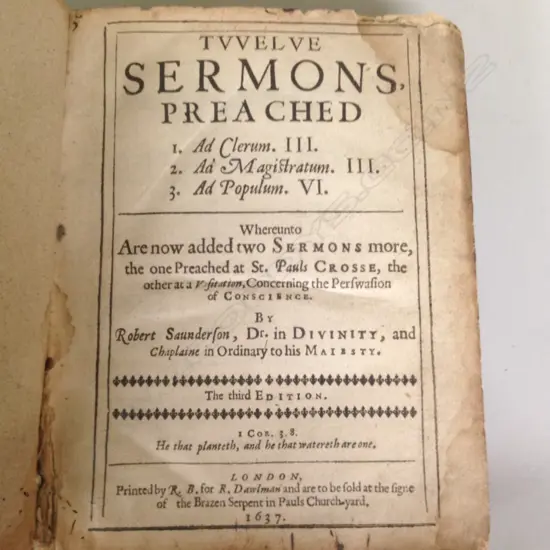 TVVELVE
SERMONS,
PREACHED
1. Ad Clerum. III.
2. Ad Magiſtratum. III.
3. Ad Populum. VI.
Whereunto
Are now added two SERMONS more,
the one Preached at St. Pauls CROSSE, the
other at a Viſitation, Concerning the Perſwaſion
of CONSCIENCE.
BY
Robert Saunderſon, Dr. in DIVINITY, and
Chaplaine in Ordinary to his MAIESTY.
The third EDITION.
1 COR. 3.8.
He that planteth, and he that watereth are one.
LONDON,
Printed by R. B. for R. Dawlman and are to be ſold at the ſigne
of the Brazen Serpent in Pauls Church-yard,
1637.